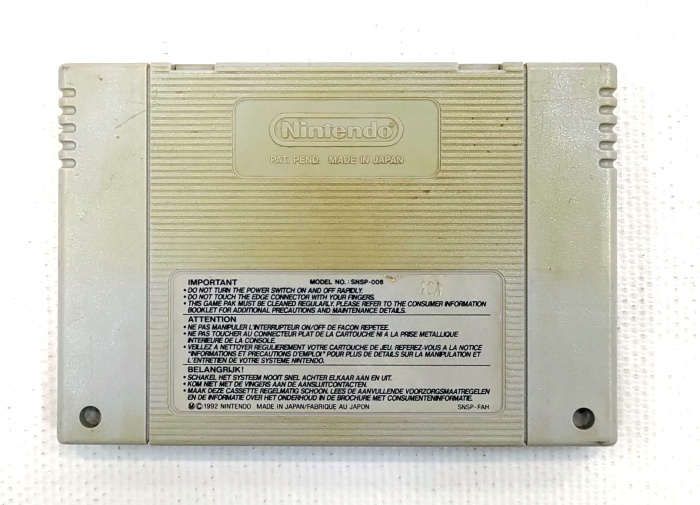 Nintendo®
PAT. PEND. MADE IN JAPAN
IMPORTANT MODEL NO.: SNSP-006
• DO NOT TURN THE POWER SWITCH ON AND OFF RAPIDLY.
• DO NOT TOUCH THE EDGE CONNECTOR WITH YOUR FINGERS.
• THIS GAME PAK MUST BE CLEANED REGULARLY. PLEASE REFER TO THE CONSUMER INFORMATION
BOOKLET FOR ADDITIONAL PRECAUTIONS AND MAINTENANCE DETAILS.
ATTENTION
• NE PAS MANIPULER L'INTERRUPTEUR ON/OFF DE FACON REPETEE.
• NE PAS TOUCHER AU CONNECTEUR PLAT DE LA CARTOUCHE NI A LA PRISE METALLIQUE
INTERIEURE DE LA CONSOLE.
• VEILLEZ A NETTOYER REGULIEREMENT VOTRE CARTOUCHE DE JEU. REFEREZ-VOUS A LA NOTICE
"INFORMATIONS ET PRECAUTIONS D'EMPLOI" POUR PLUS DE DETAILS SUR LA MANIPULATION ET
L'ENTRETIEN DE VOTRE SYSTEME NINTENDO.
BELANGRIJK!
• SCHAKEL HET SYSTEEM NOOIT SNEL ACHTER ELKAAR AAN EN UIT.
• KOM NIET MET DE VINGERS AAN DE AANSLUITCONTACTEN.
• MAAK DEZE CASSETTE REGELMATIG SCHOON. LEES DE AANVULLENDE VOORZORGSMAATREGELEN
EN DE INFORMATIE OVER HET ONDERHOUD IN DE BROCHURE MET CONSUMENTENINFORMATIE.
Ⓜ©1992 NINTENDO MADE IN JAPAN/FABRIQUE AU JAPON SNSP-FAH